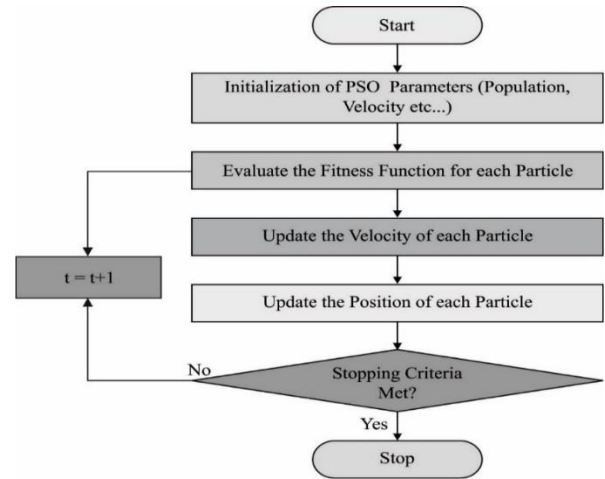 Start
Initialization of PSO Parameters (Population,
Velocity etc...)
Evaluate the Fitness Function for each Particle
Update the Velocity of each Particle
t = t+1
Update the Position of each Particle
No
Stopping Criteria
Met?
Yes
Stop